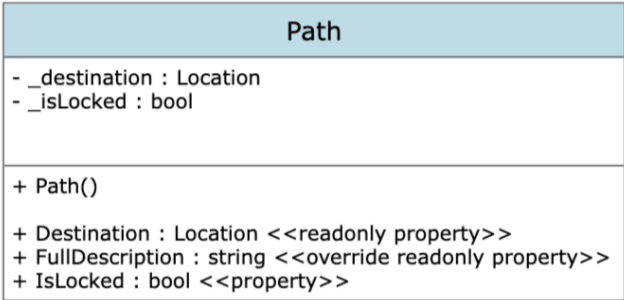 Path
- _destination : Location
- _isLocked : bool
+ Path()
+ Destination : Location <<readonly property>>
+ FullDescription : string <<override readonly property>>
+ IsLocked : bool <<property>>